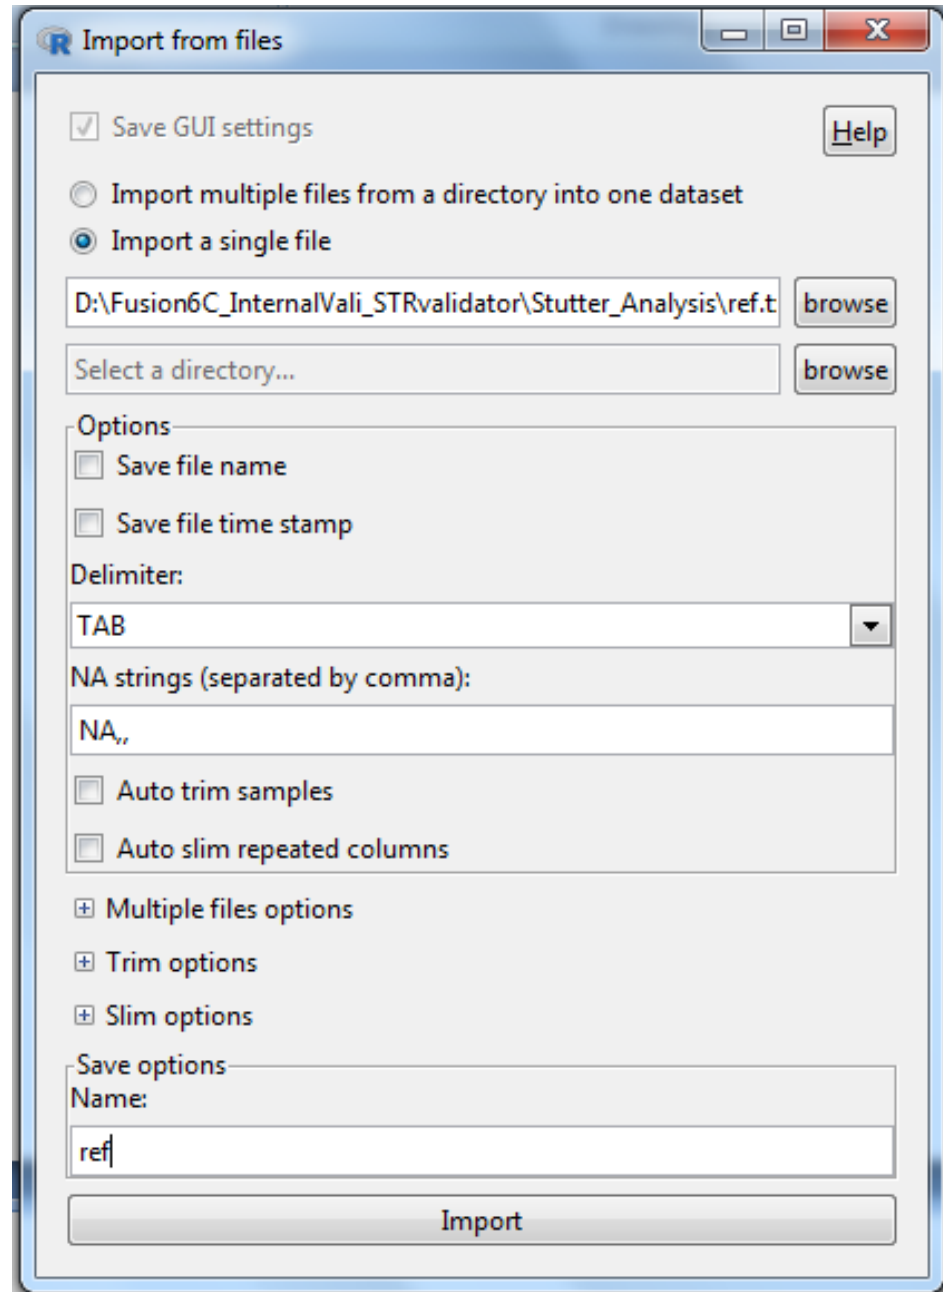 Import from files
Save GUI settings
Help
Import multiple files from a directory into one dataset
Import a single file
D:\Fusion6C_InternalVali_STRvalidator\Stutter_Analysis\ref.t
browse
Select a directory...
browse
Options
Save file name
Save file time stamp
Delimiter:
TAB
NA strings (separated by comma):
NA,,
Auto trim samples
Auto slim repeated columns
Multiple files options
Trim options
Slim options
Save options
Name:
ref
Import